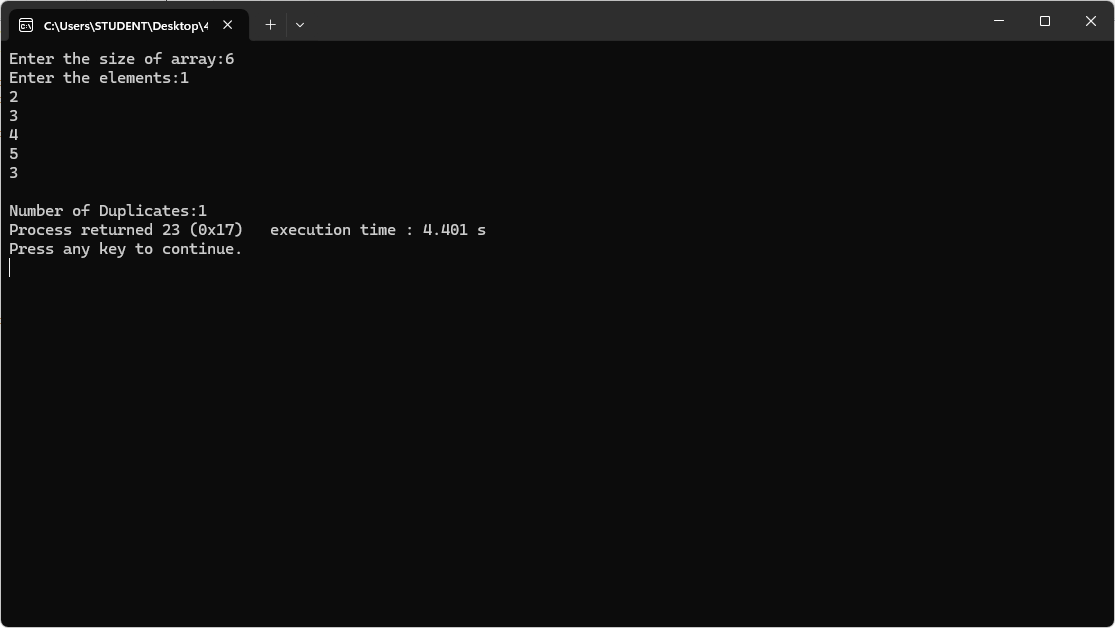 C:\Users\STUDENT\Desktop\4
Enter the size of array:6
Enter the elements:1
2
3
4
5
3
Number of Duplicates:1
Process returned 23 (0x17)   execution time : 4.401 s
Press any key to continue.